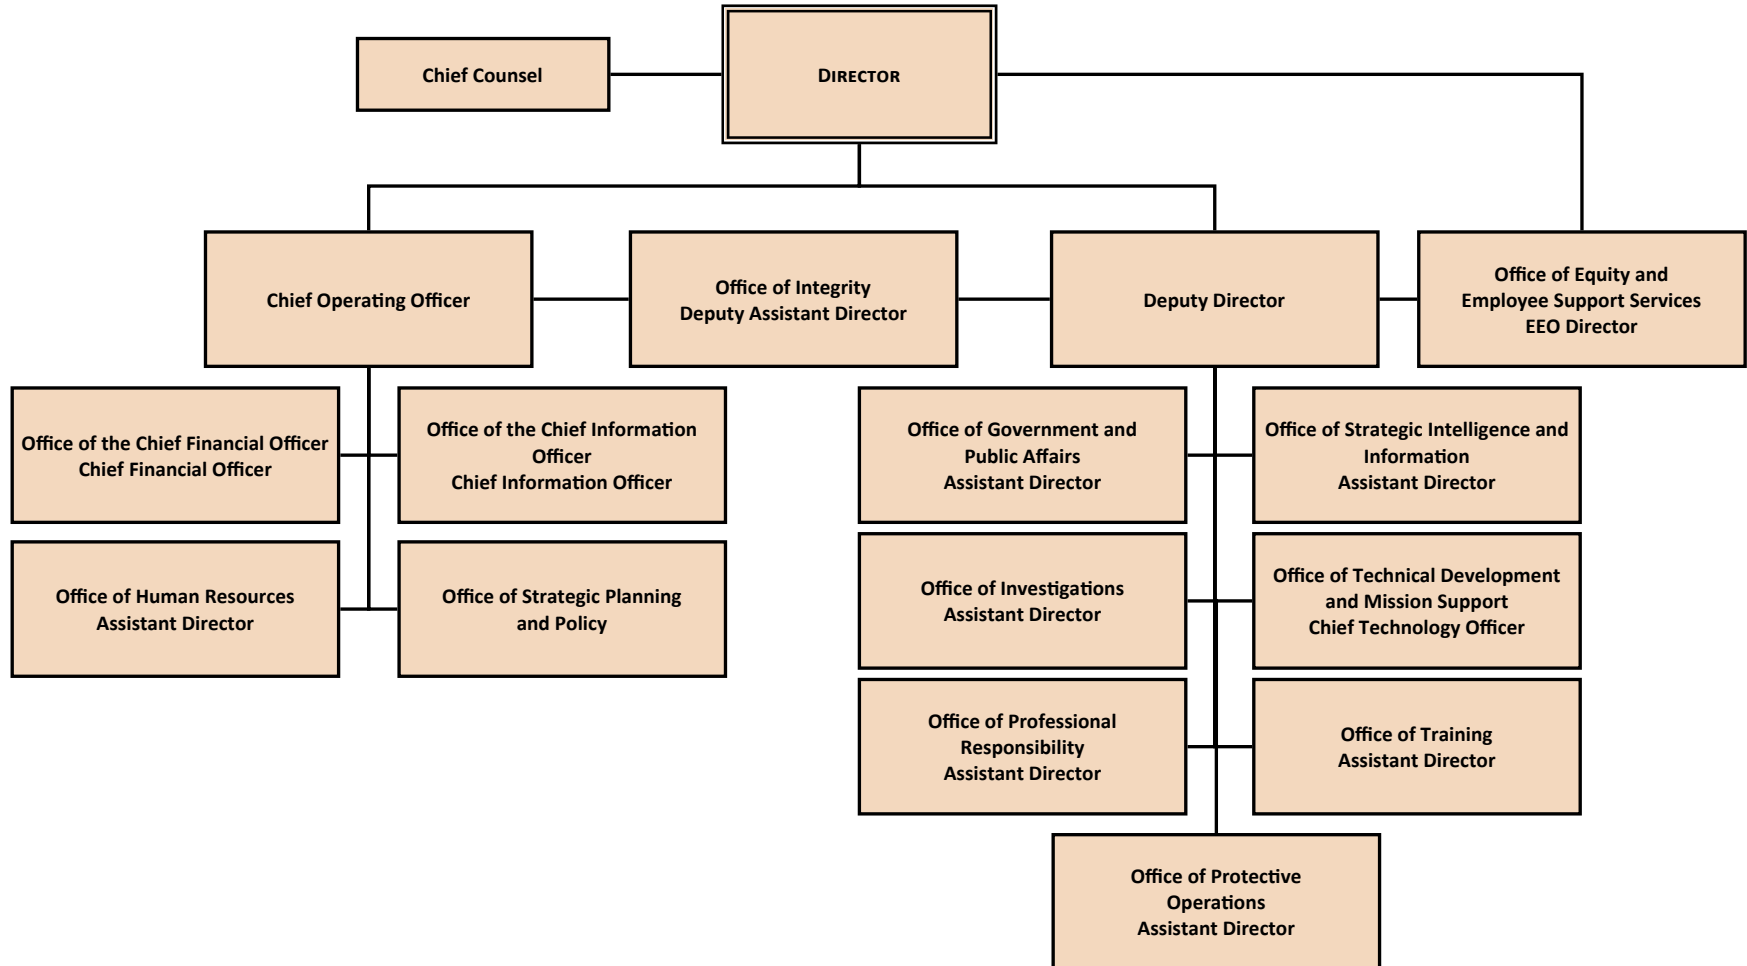 Chief Counsel
DIRECTOR
Chief Operating Officer
Office of Integrity
Deputy Assistant Director
Deputy Director
Office of Equity and
Employee Support Services
EEO Director
Office of the Chief Financial Officer
Chief Financial Officer
Office of the Chief Information
Officer
Chief Information Officer
Office of Government and
Public Affairs
Assistant Director
Office of Strategic Intelligence and
Information
Assistant Director
Office of Human Resources
Assistant Director
Office of Strategic Planning
and Policy
Office of Investigations
Assistant Director
Office of Technical Development
and Mission Support
Chief Technology Officer
Office of Professional
Responsibility
Assistant Director
Office of Training
Assistant Director
Office of Protective
Operations
Assistant Director